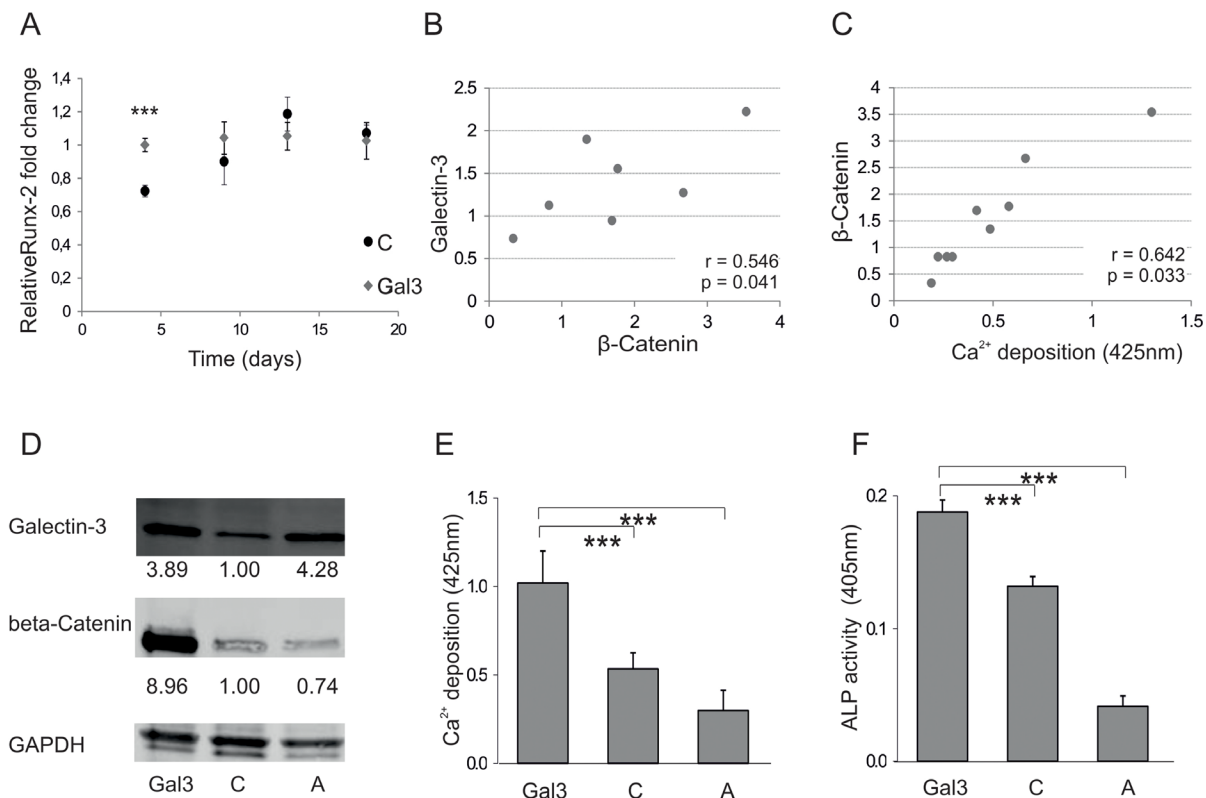 A
RelativeRunx-2 fold change
1,4
1,2
1
0,8
0,6
0,4
0,2
0
***
C
Gal3
0 5 10 15 20
Time (days)
B
Galectin-3
2.5
2
1.5
1
0.5
0
r = 0.546
p = 0.041
0 1 2 3 4
β-Catenin
C
β-Catenin
4
3.5
3
2.5
2
1.5
1
0.5
0
r = 0.642
p = 0.033
0 0.5 1 1.5
Ca²⁺ deposition (425nm)
D
Galectin-3
3.89 1.00 4.28
beta-Catenin
8.96 1.00 0.74
GAPDH
Gal3 C A
E
Ca²⁺ deposition (425nm)
1.5
1.0
0.5
0.0
***
***
Gal3 C A
F
ALP activity (405nm)
0.2
0.1
0.0
***
***
Gal3 C A